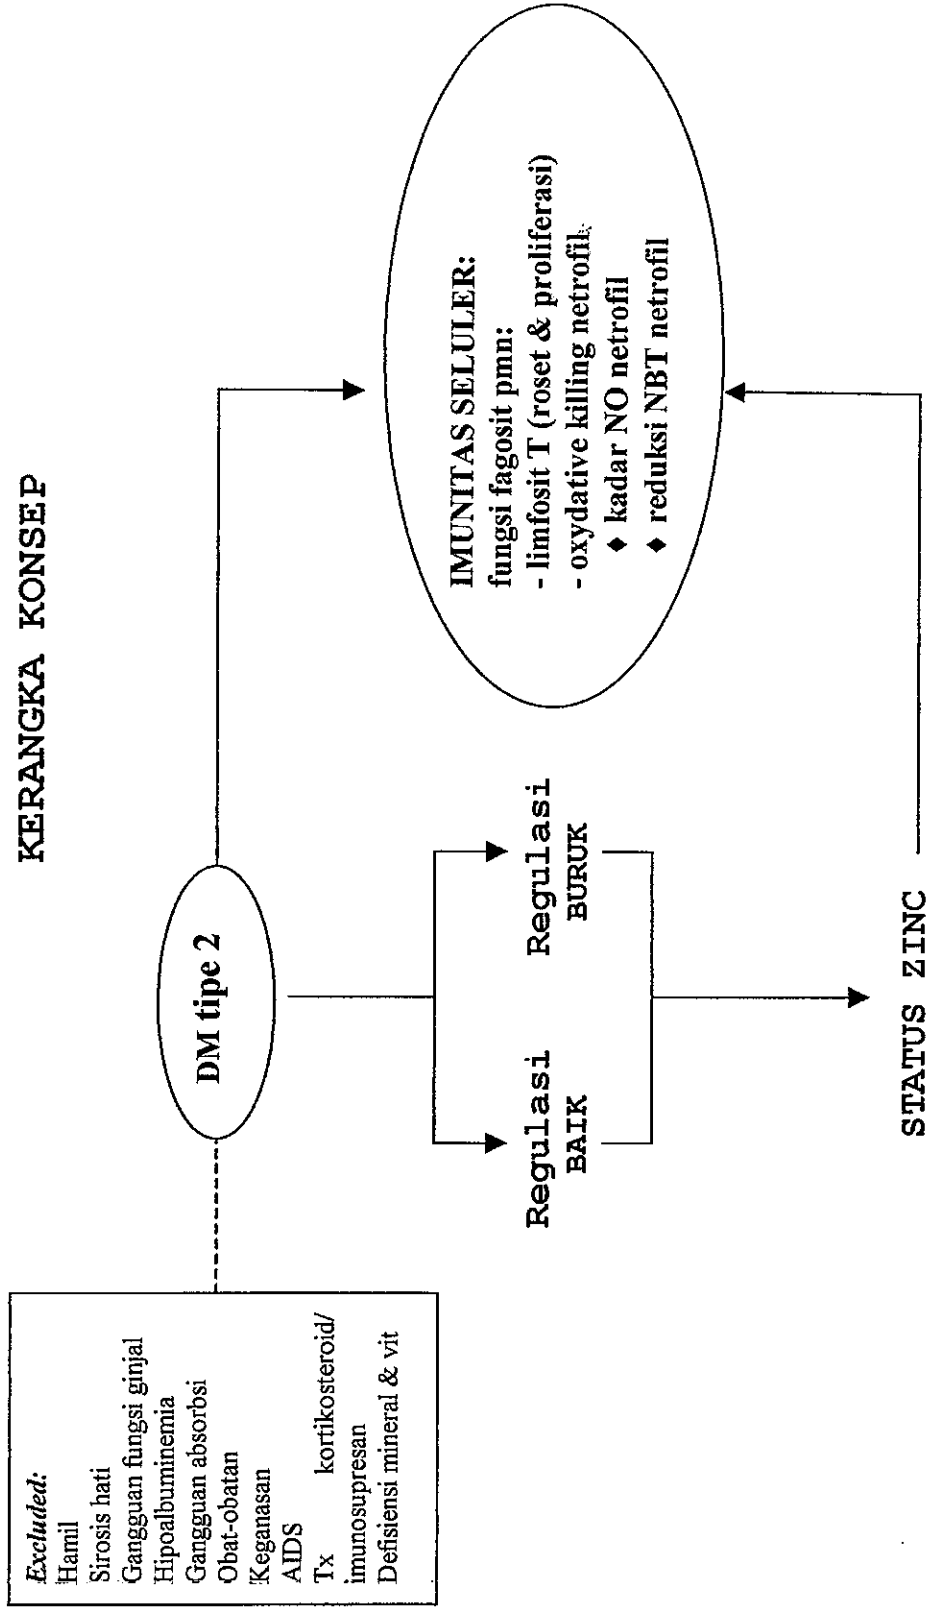 KERANGKA KONSEP
Excluded:
Hamil
Sirosis hati
Gangguan fungsi ginjal
Hipoalbuminemia
Gangguan absorbsi
Obat-obatan
Keganasan
AIDS
Tx kortikosteroid/
imunosupresan
Defisiensi mineral & vit
DM tipe 2
Regulasi
BAIK
Regulasi
BURUK
IMUNITAS SELULER:
fungsi fagosit pmn:
- limfosit T (roset & proliferasi)
- oxydative killing netrofil
♦ kadar NO netrofil
♦ reduksi NBT netrofil
STATUS ZINC